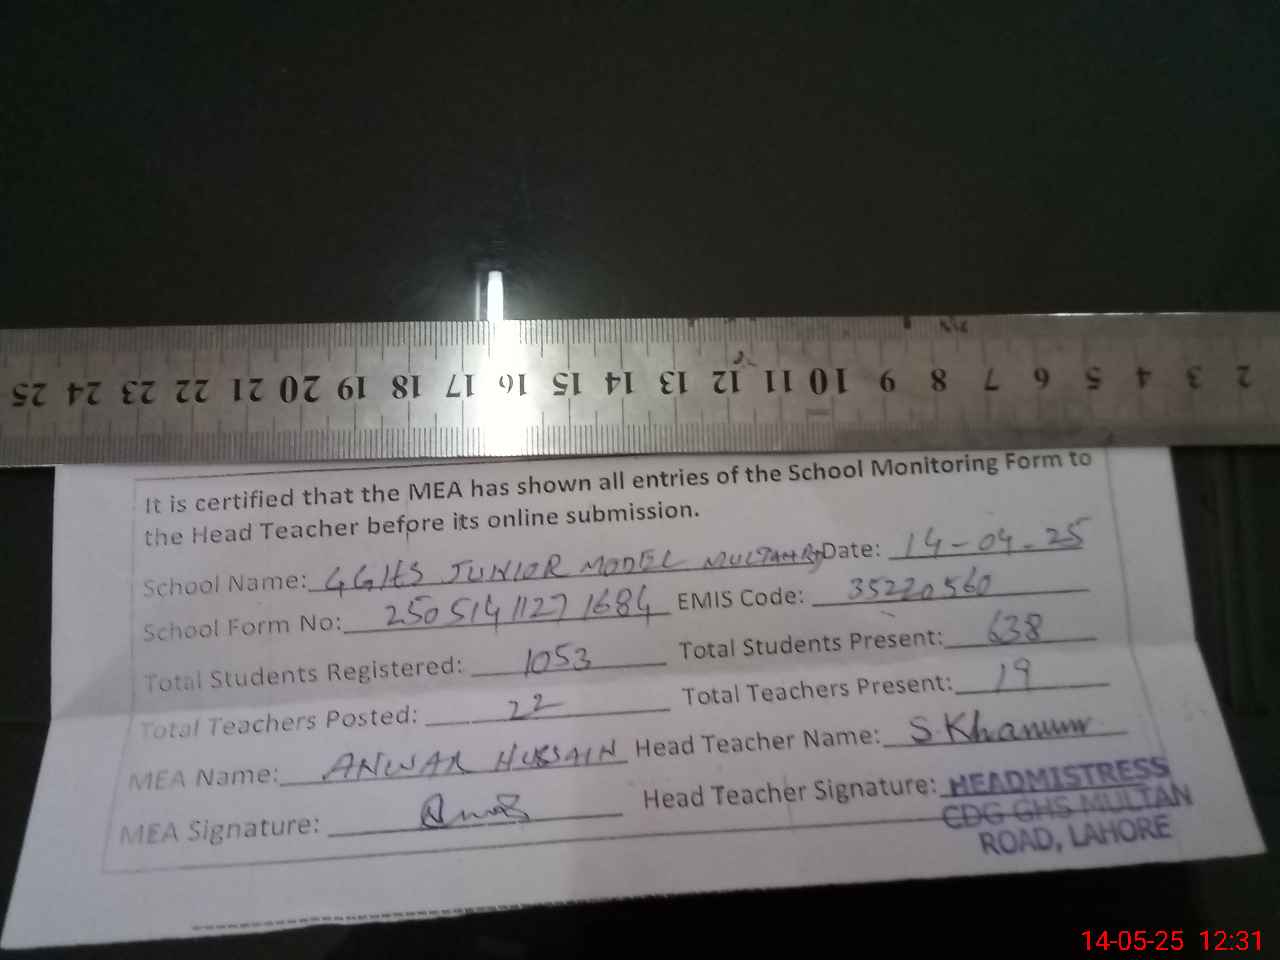 25 24 23 22 21 20 19 18 17 16 15 14 13 12 11 10 9 8 7 6 5 4 3 2
It is certified that the MEA has shown all entries of the School Monitoring Form to
the Head Teacher before its online submission.
School Name: GGHS JUNIOR MODEL MULTAN Rd Date: 14-04-25
School Form No: 2505141127 1684 EMIS Code: 35220560
Total Students Registered: 1053 Total Students Present: 638
Total Teachers Posted: 22 Total Teachers Present: 19
MEA Name: ANWAR HUSSAIN Head Teacher Name: S.Khanum
MEA Signature: Head Teacher Signature: HEADMISTRESS
CDG GHS MULTAN
ROAD, LAHORE
14-05-25 12:31